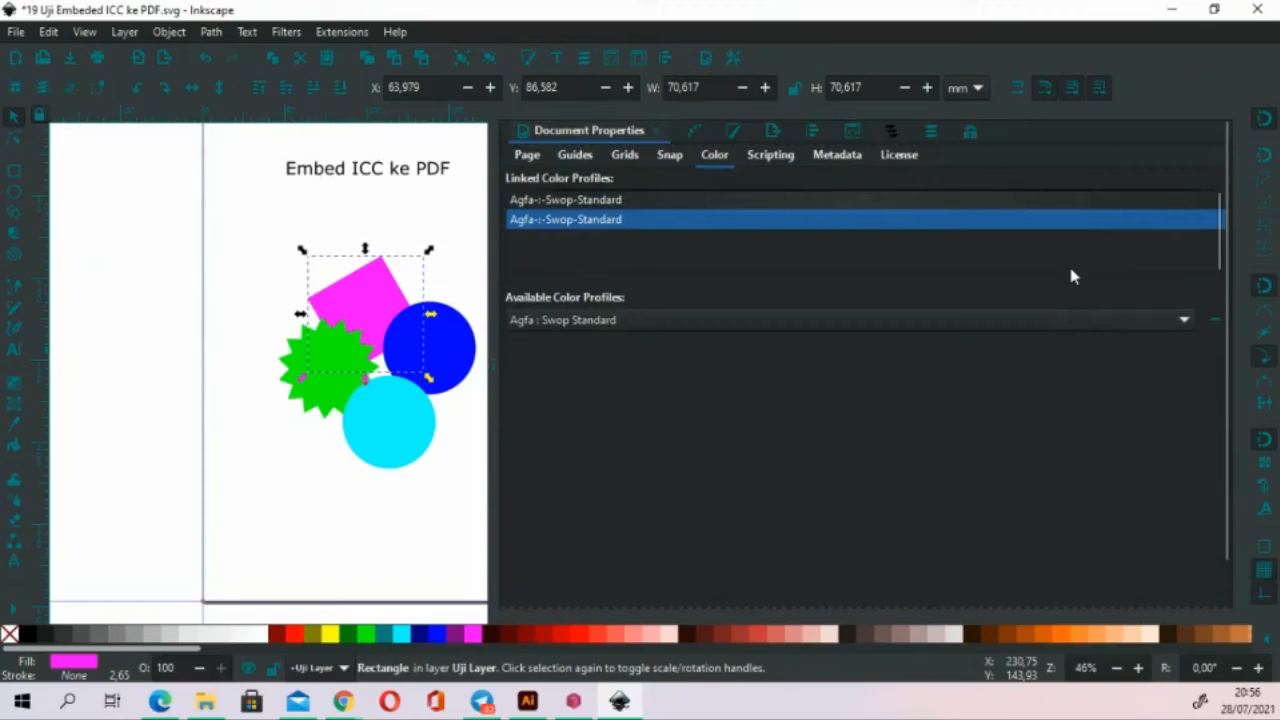 *19 Uji Embeded ICC ke PDF.svg - Inkscape
File Edit View Layer Object Path Text Filters Extensions Help
X: 63,979 Y: 86,582 W: 70,617 H: 70,617 mm
Document Properties
Page Guides Grids Snap Color Scripting Metadata License
Linked Color Profiles:
Agfa-:-Swop-Standard
Agfa-:-Swop-Standard
Available Color Profiles:
Agfa : Swop Standard
Embed ICC ke PDF
Fill: O: 100 •Uji Layer Rectangle in layer Uji Layer. Click selection again to toggle scale/rotation handles. X: 230,75 Z: 46% R: 0,00°
Stroke: None 2,65 Y: 143,93
20:56
28/07/2021